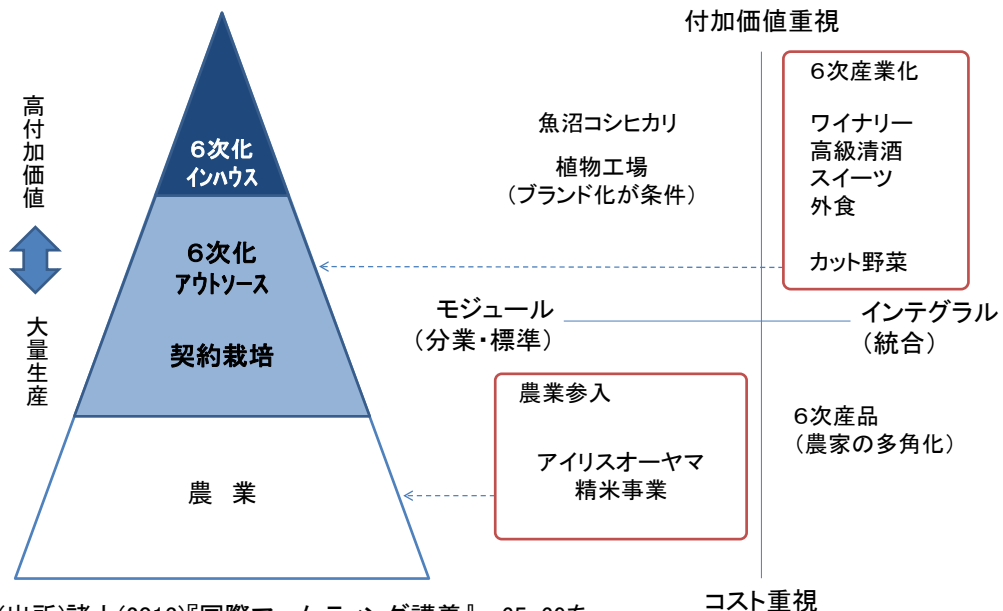 高付加価値
大量生産
6次化
インハウス
6次化
アウトソース
契約栽培
農 業
付加価値重視
魚沼コシヒカリ
植物工場
(ブランド化が条件)
6次産業化
ワイナリー
高級清酒
スイーツ
外食
カット野菜
モジュール
(分業・標準)
インテグラル
(統合)
農業参入
アイリスオーヤマ
精米事業
6次産品
(農家の多角化)
コスト重視